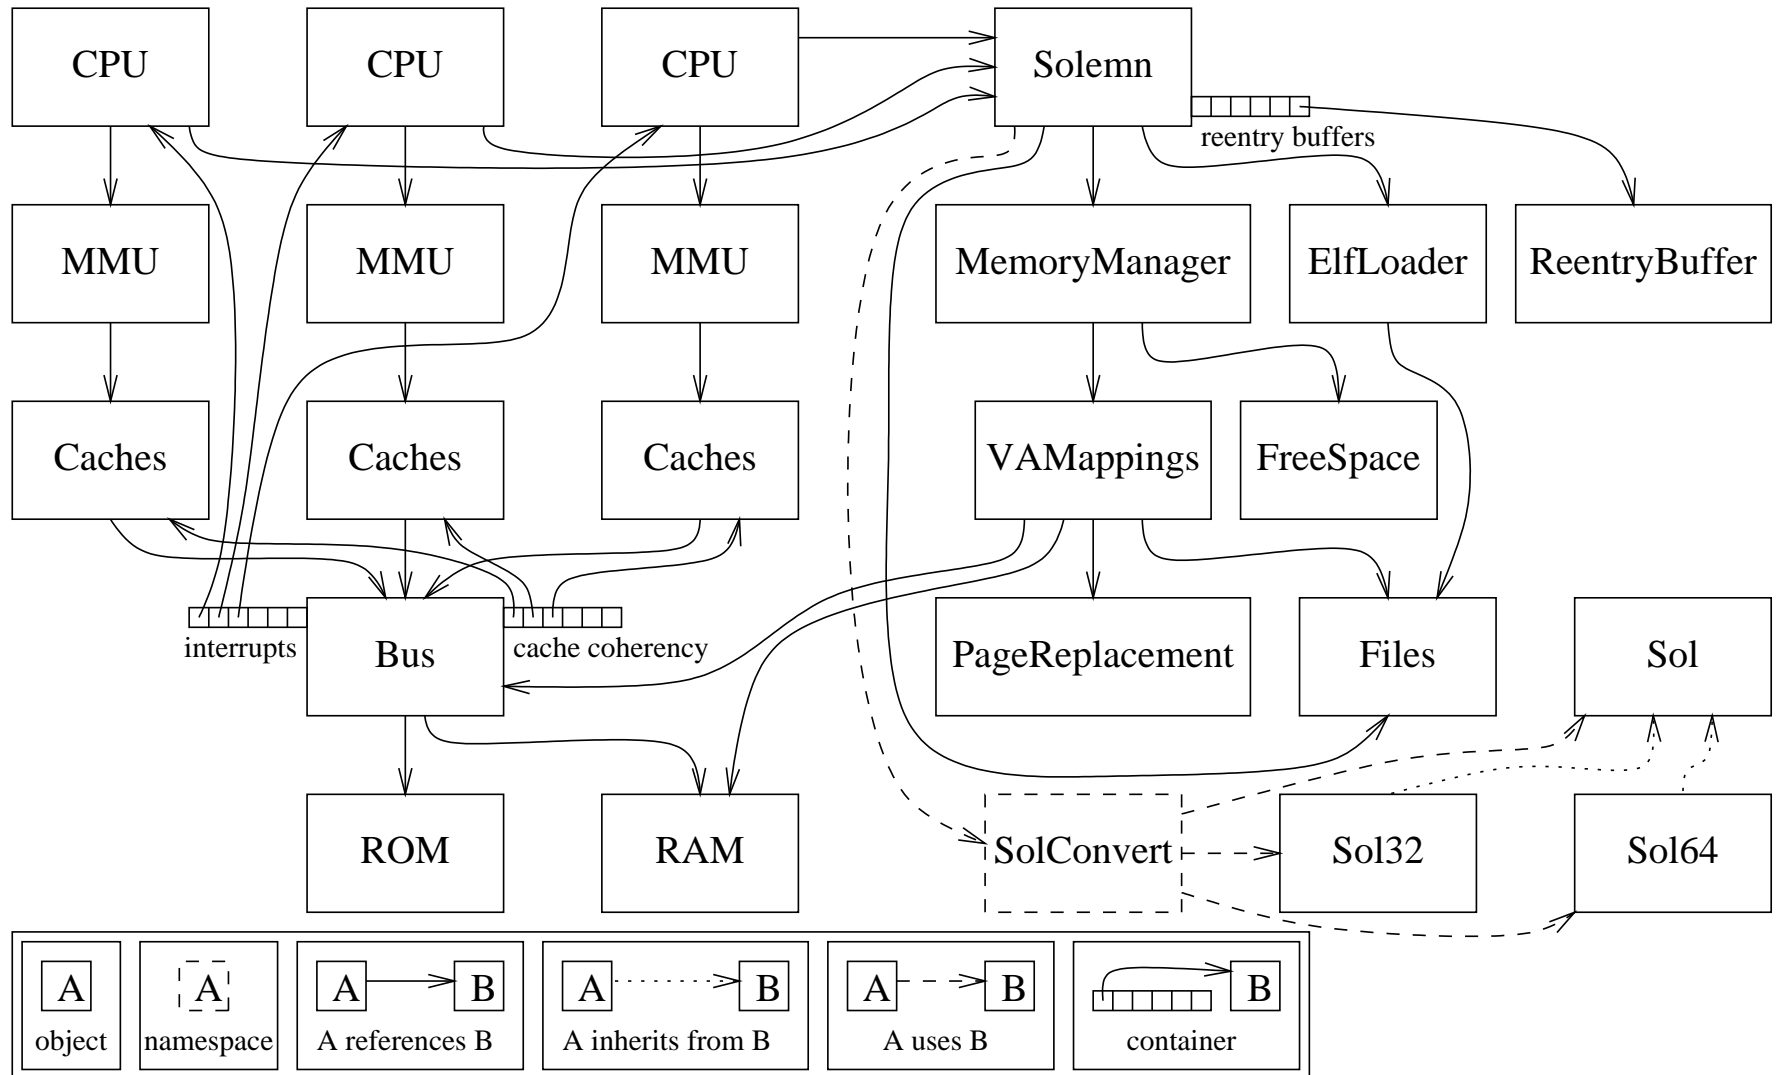 CPU CPU CPU Solemn
reentry buffers
MMU MMU MMU MemoryManager ElfLoader ReentryBuffer
Caches Caches Caches VAMappings FreeSpace
interrupts Bus cache coherency PageReplacement Files Sol
ROM RAM SolConvert Sol32 Sol64
A A A B A B A B B
object namespace A references B A inherits from B A uses B container